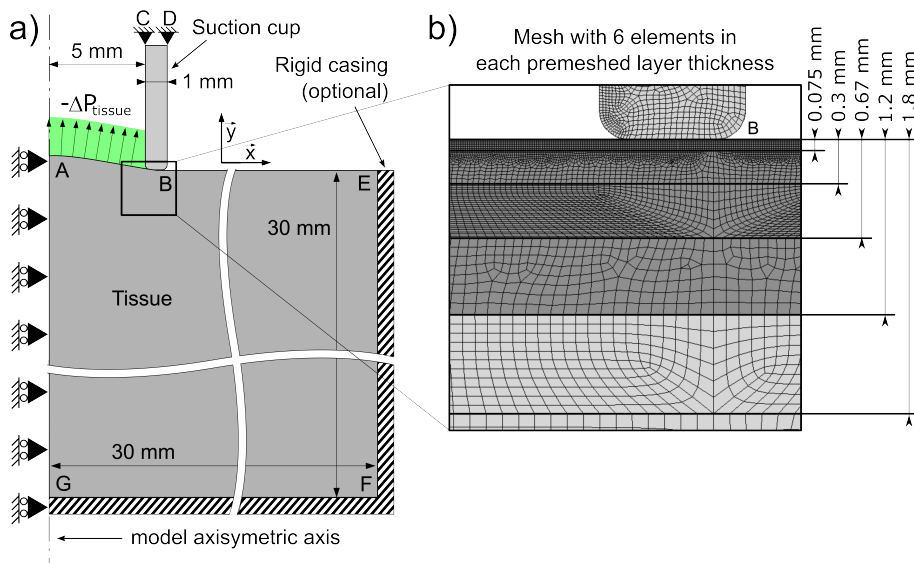 a)
C D
Suction cup
5 mm
1 mm
Rigid casing
(optional)
-ΔPtissue
y
x
A
B
E
30 mm
Tissue
30 mm
G
F
model axisymetric axis
b)
Mesh with 6 elements in
each premeshed layer thickness
B
0.075 mm
0.3 mm
0.67 mm
1.2 mm
1.8 mm